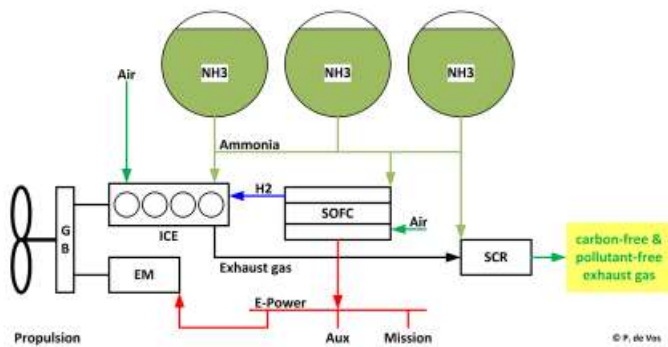 NH3
NH3
NH3
Air
Ammonia
H2
SOFC
Air
ICE
G
B
EM
Exhaust gas
SCR
carbon-free &
pollutant-free
exhaust gas
E-Power
Propulsion
Aux
Mission
© P. de Vos